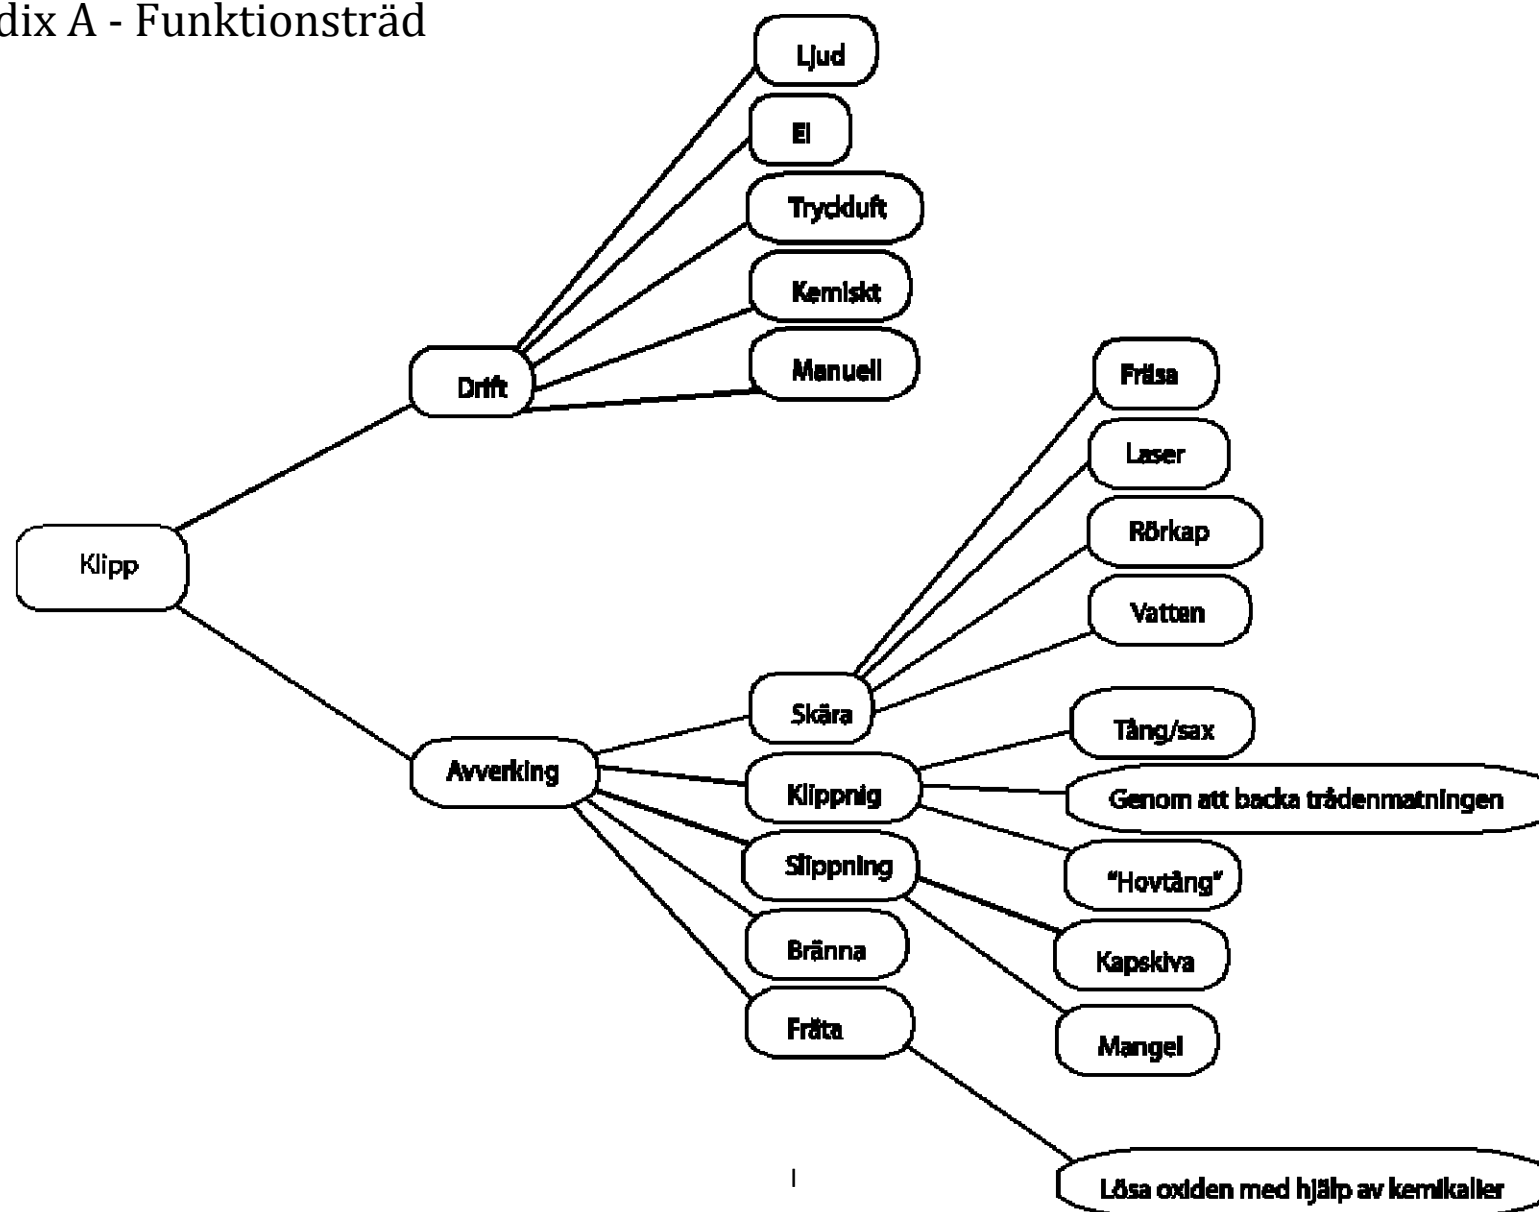 dix A - Funktionsträd
Ljud
El
Tryckluft
Kemiskt
Manuell
Drift
Fräsa
Laser
Rörkap
Vatten
Klipp
Skära
Avverking
Klippnig
Slippning
Bränna
Fräta
Tång/sax
Genom att backa trådenmatningen
"Hovtång"
Kapskiva
Mangel
Lösa oxiden med hjälp av kemikalier
I